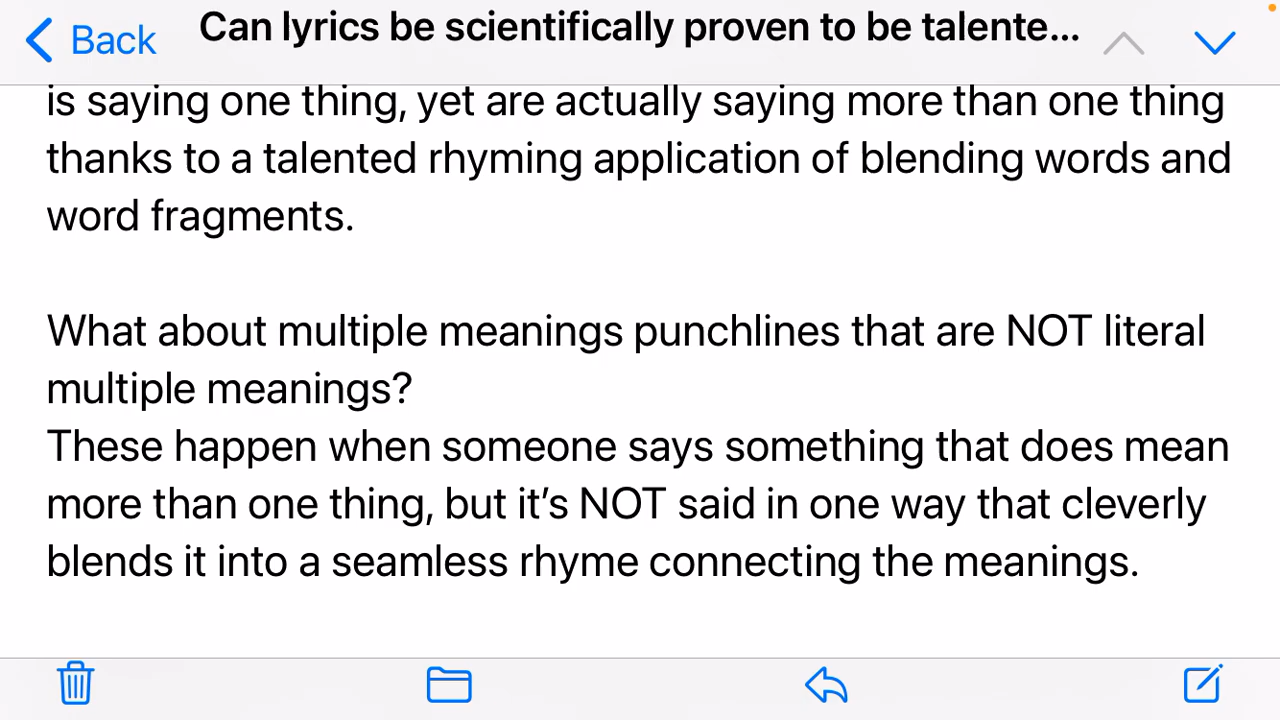 Back
Can lyrics be scientifically proven to be talente...
is saying one thing, yet are actually saying more than one thing
thanks to a talented rhyming application of blending words and
word fragments.
What about multiple meanings punchlines that are NOT literal
multiple meanings?
These happen when someone says something that does mean
more than one thing, but it’s NOT said in one way that cleverly
blends it into a seamless rhyme connecting the meanings.